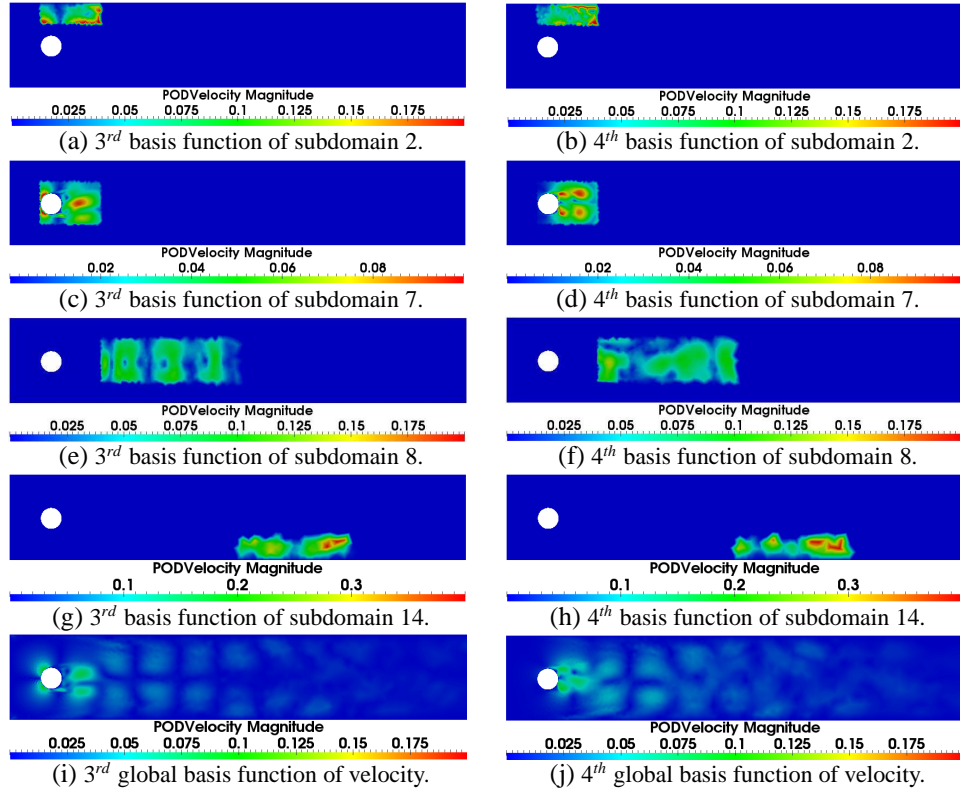 PODVelocity Magnitude PODVelocity Magnitude
0.025 0.05 0.075 0.1 0.125 0.15 0.175 0.025 0.05 0.075 0.1 0.125 0.15 0.175
(a) 3rd basis function of subdomain 2. (b) 4th basis function of subdomain 2.
PODVelocity Magnitude PODVelocity Magnitude
0.02 0.04 0.06 0.08 0.02 0.04 0.06 0.08
(c) 3rd basis function of subdomain 7. (d) 4th basis function of subdomain 7.
PODVelocity Magnitude PODVelocity Magnitude
0.025 0.05 0.075 0.1 0.125 0.15 0.175 0.025 0.05 0.075 0.1 0.125 0.15 0.175
(e) 3rd basis function of subdomain 8. (f) 4th basis function of subdomain 8.
PODVelocity Magnitude PODVelocity Magnitude
0.1 0.2 0.3 0.1 0.2 0.3
(g) 3rd basis function of subdomain 14. (h) 4th basis function of subdomain 14.
PODVelocity Magnitude PODVelocity Magnitude
0.025 0.05 0.075 0.1 0.125 0.15 0.175 0.025 0.05 0.075 0.1 0.125 0.15 0.175
(i) 3rd global basis function of velocity. (j) 4th global basis function of velocity.